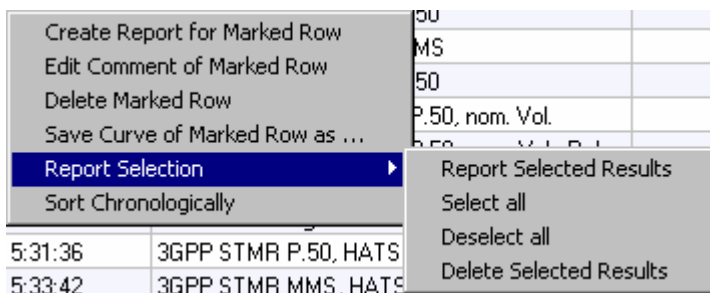 Create Report for Marked Row
Edit Comment of Marked Row
Delete Marked Row
Save Curve of Marked Row as ...
Report Selection
Sort Chronologically
50
MS
50
P.50, nom. Vol.
Report Selected Results
Select all
Deselect all
Delete Selected Results
5:31:36 3GPP STMR P.50, HATS
5:33:42 3GPP STMR MMS, HATS